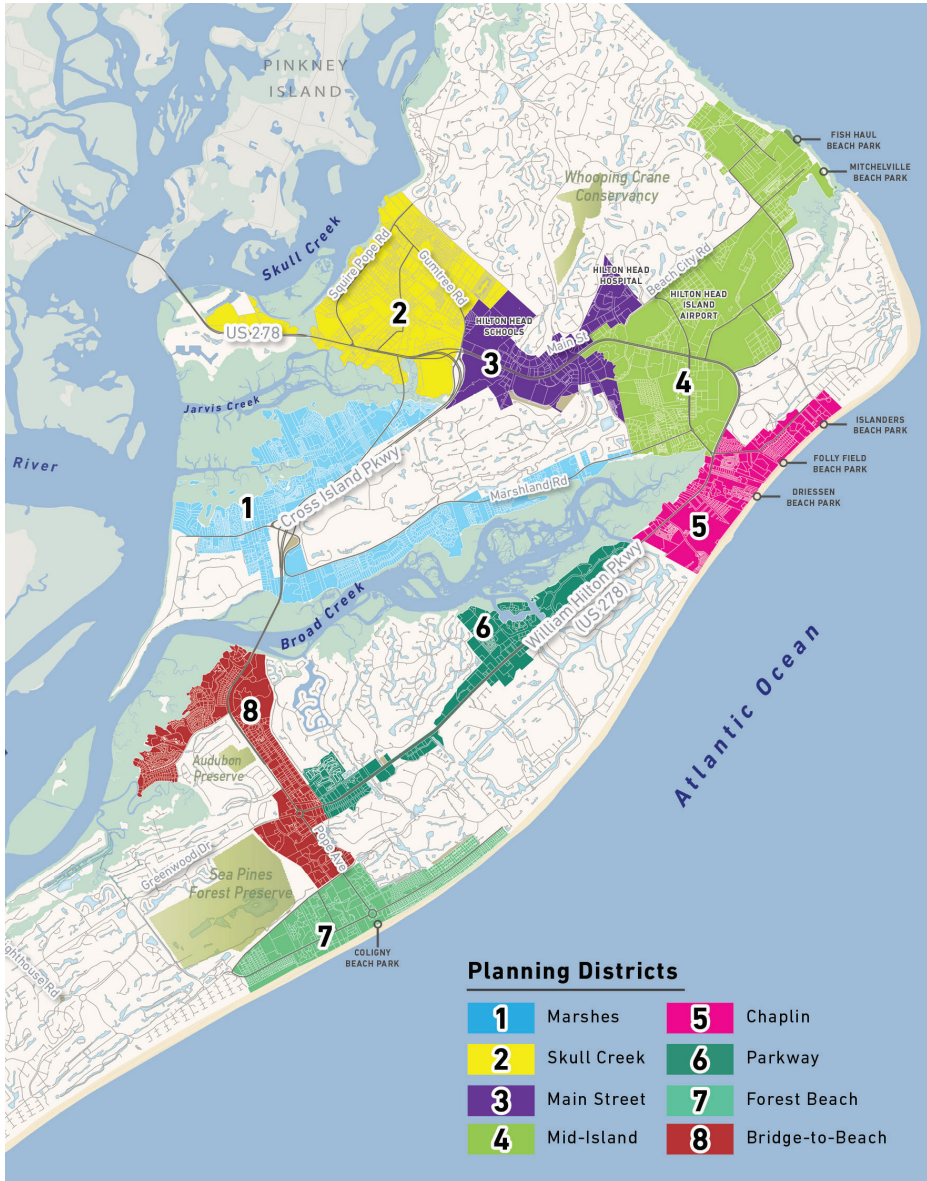 PINKNEY
ISLAND
FISH HAUL
BEACH PARK
MITCHELVILLE
BEACH PARK
Whooping Crane
Conservancy
Skull Creek
Squire Pope Rd
Gumtree Rd
Beach City Rd
HILTON HEAD
HOSPITAL
2
HILTON HEAD
ISLAND
AIRPORT
US-278
HILTON HEAD
SCHOOLS
Main St
3
4
Jarvis Creek
River
ISLANDERS
BEACH PARK
FOLLY FIELD
BEACH PARK
DRIESSEN
BEACH PARK
Cross Island Pkwy
Marshland Rd
1
5
Broad Creek
William Hilton Pkwy
(US 278)
6
Atlantic Ocean
8
Audubon
Preserve
Pope Ave
Greenwood Dr
Sea Pines
Forest Preserve
7
COLIGNY
BEACH PARK
ghthouse Rd
Planning Districts
1 Marshes
2 Skull Creek
3 Main Street
4 Mid-Island
5 Chaplin
6 Parkway
7 Forest Beach
8 Bridge-to-Beach